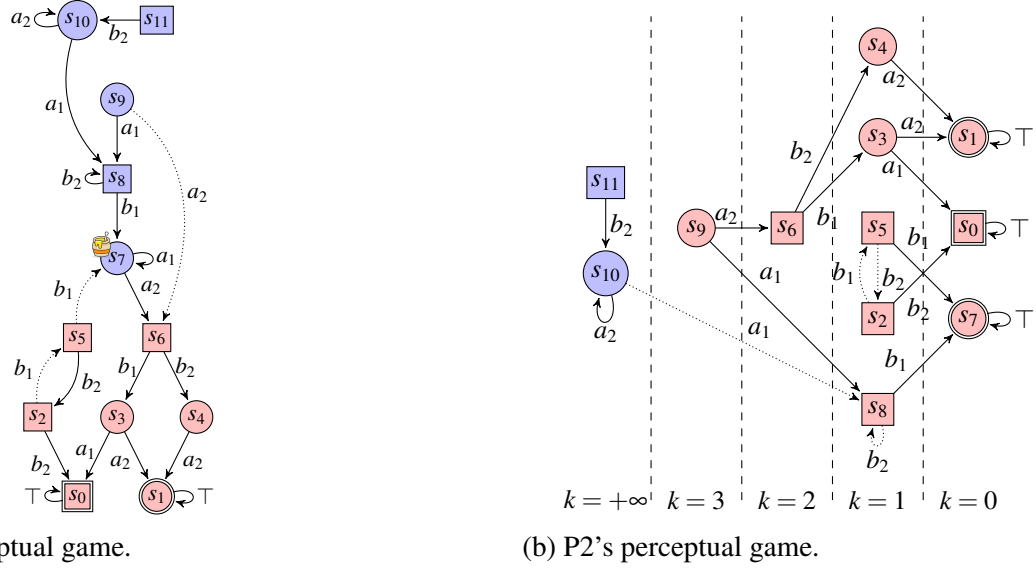 a₂
s₁₀
b₂
s₁₁
a₁
s₉
a₁
b₂
s₈
a₂
b₁
s₇
a₁
b₁
a₂
s₅
s₆
b₁
b₂
b₁
b₂
s₂
s₃
s₄
b₂
a₁
a₂
a₂
⊤
s₀
s₁
⊤
ptual game.
s₄
a₂
s₃
a₂
s₁
⊤
b₂
a₁
s₁₁
b₂
s₉
a₂
s₆
b₁
s₅
b₁
s₀
⊤
s₁₀
a₂
a₁
b₁
b₂
s₂
b₂
s₇
⊤
a₁
b₁
s₈
b₂
k = +∞
k = 3
k = 2
k = 1
k = 0
(b) P2's perceptual game.